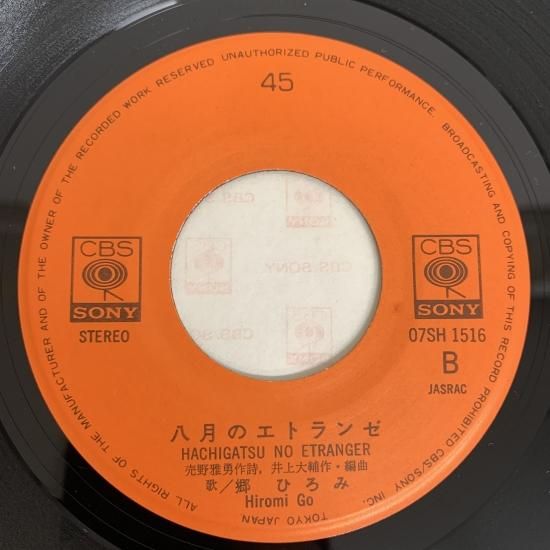 ALL RIGHTS OF THE MANUFACTURER AND OF THE OWNER OF THE RECORDED WORK RESERVED UNAUTHORIZED PUBLIC PERFORMANCE. BROADCASTING AND COPYING OF THIS RECORD PROHIBITED CBS/SONY INC. TOKYO JAPAN
45
CBS
SONY
STEREO
CBS
SONY
07SH 1516
B
JASRAC
CBS/SONY
八月のエトランゼ
HACHIGATSU NO ETRANGER
売野雅勇作詩，井上大輔作・編曲
歌／郷 ひろみ
Hiromi Go